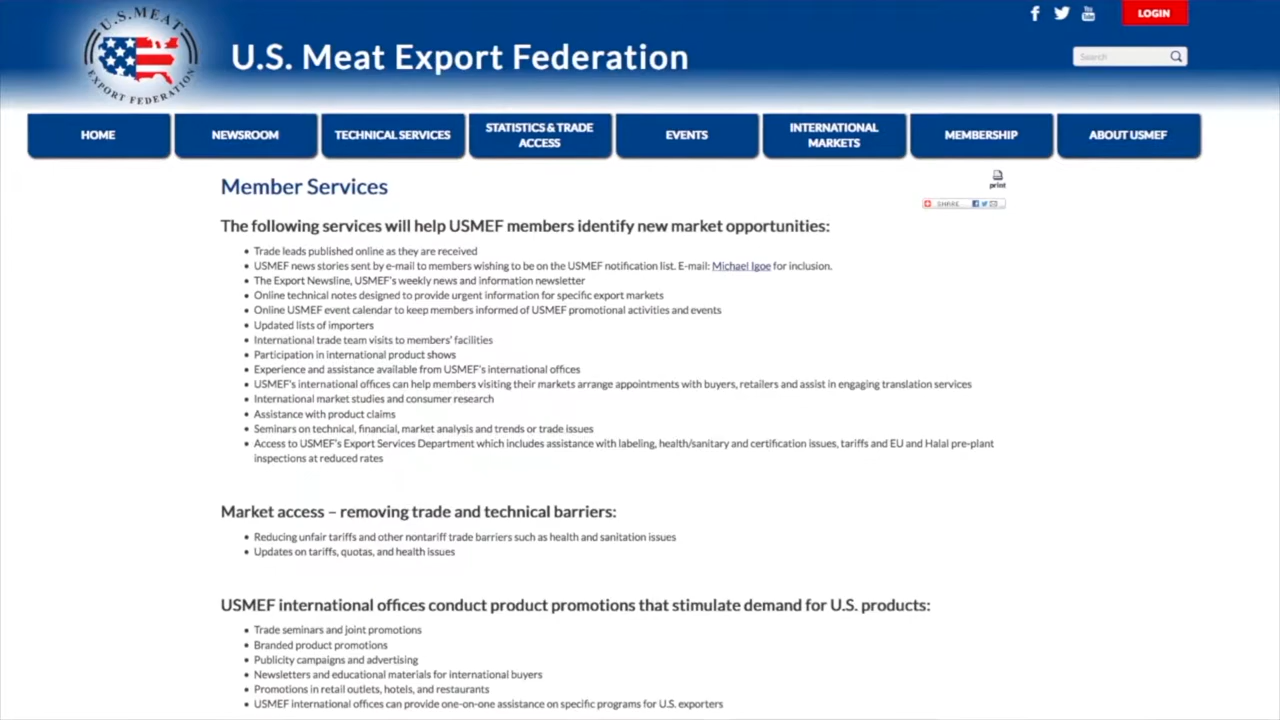 U.S. MEAT
EXPORT FEDERATION
U.S. Meat Export Federation
You
Tube
LOGIN
Search
HOME
NEWSROOM
TECHNICAL SERVICES
STATISTICS & TRADE
ACCESS
EVENTS
INTERNATIONAL
MARKETS
MEMBERSHIP
ABOUT USMEF
Member Services
print
SHARE
The following services will help USMEF members identify new market opportunities:
• Trade leads published online as they are received
• USMEF news stories sent by e-mail to members wishing to be on the USMEF notification list. E-mail: Michael Igoe for inclusion.
• The Export Newsline, USMEF's weekly news and information newsletter
• Online technical notes designed to provide urgent information for specific export markets
• Online USMEF event calendar to keep members informed of USMEF promotional activities and events
• Updated lists of importers
• International trade team visits to members' facilities
• Participation in international product shows
• Experience and assistance available from USMEF's international offices
• USMEF's international offices can help members visiting their markets arrange appointments with buyers, retailers and assist in engaging translation services
• International market studies and consumer research
• Assistance with product claims
• Seminars on technical, financial, market analysis and trends or trade issues
• Access to USMEF's Export Services Department which includes assistance with labeling, health/sanitary and certification issues, tariffs and EU and Halal pre-plant
inspections at reduced rates
Market access – removing trade and technical barriers:
• Reducing unfair tariffs and other nontariff trade barriers such as health and sanitation issues
• Updates on tariffs, quotas, and health issues
USMEF international offices conduct product promotions that stimulate demand for U.S. products:
• Trade seminars and joint promotions
• Branded product promotions
• Publicity campaigns and advertising
• Newsletters and educational materials for international buyers
• Promotions in retail outlets, hotels, and restaurants
• USMEF international offices can provide one-on-one assistance on specific programs for U.S. exporters